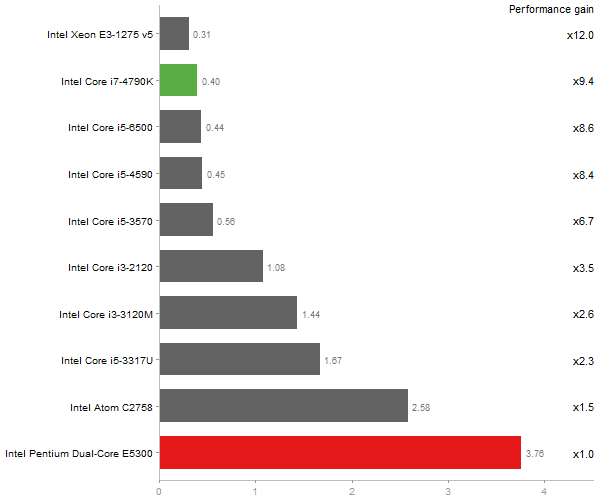 Performance gain
Intel Xeon E3-1275 v5 0.31 x12.0
Intel Core i7-4790K 0.40 x9.4
Intel Core i5-6500 0.44 x8.6
Intel Core i5-4590 0.45 x8.4
Intel Core i5-3570 0.56 x6.7
Intel Core i3-2120 1.08 x3.5
Intel Core i3-3120M 1.44 x2.6
Intel Core i5-3317U 1.67 x2.3
Intel Atom C2758 2.58 x1.5
Intel Pentium Dual-Core E5300 3.76 x1.0
0 1 2 3 4